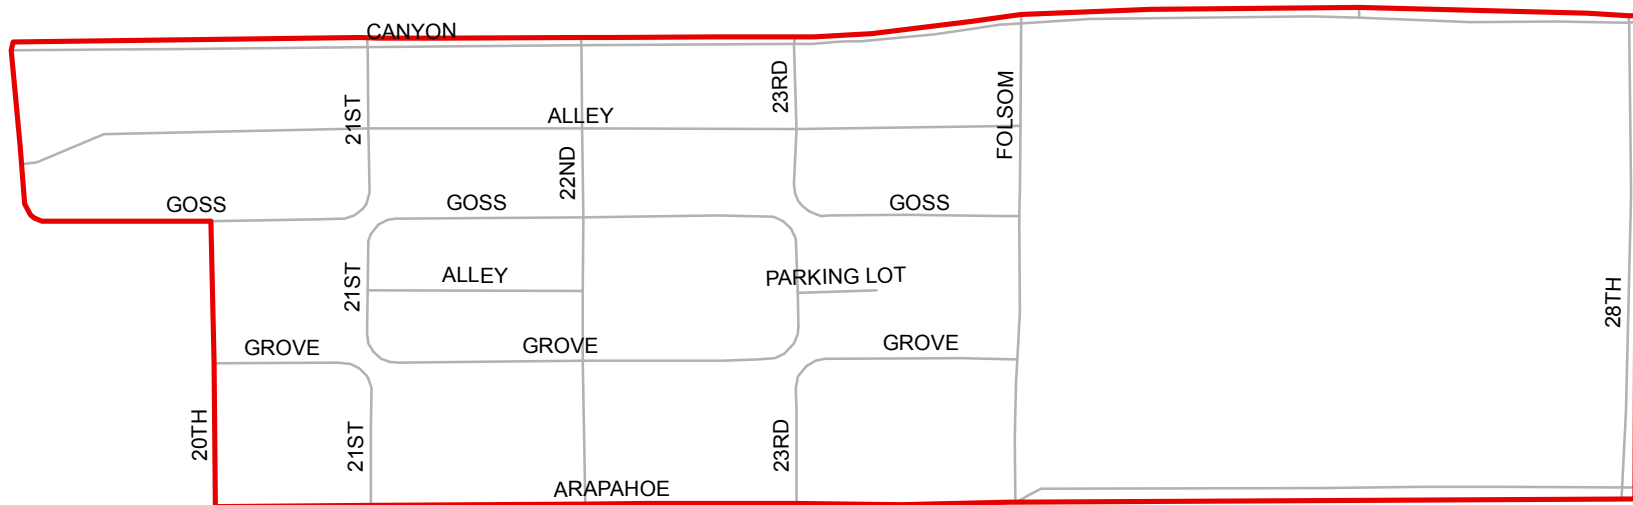 CANYON
21ST
ALLEY
23RD
FOLSOM
22ND
GOSS
GOSS
GOSS
21ST
ALLEY
PARKING LOT
28TH
GROVE
GROVE
GROVE
20TH
21ST
23RD
ARAPAHOE